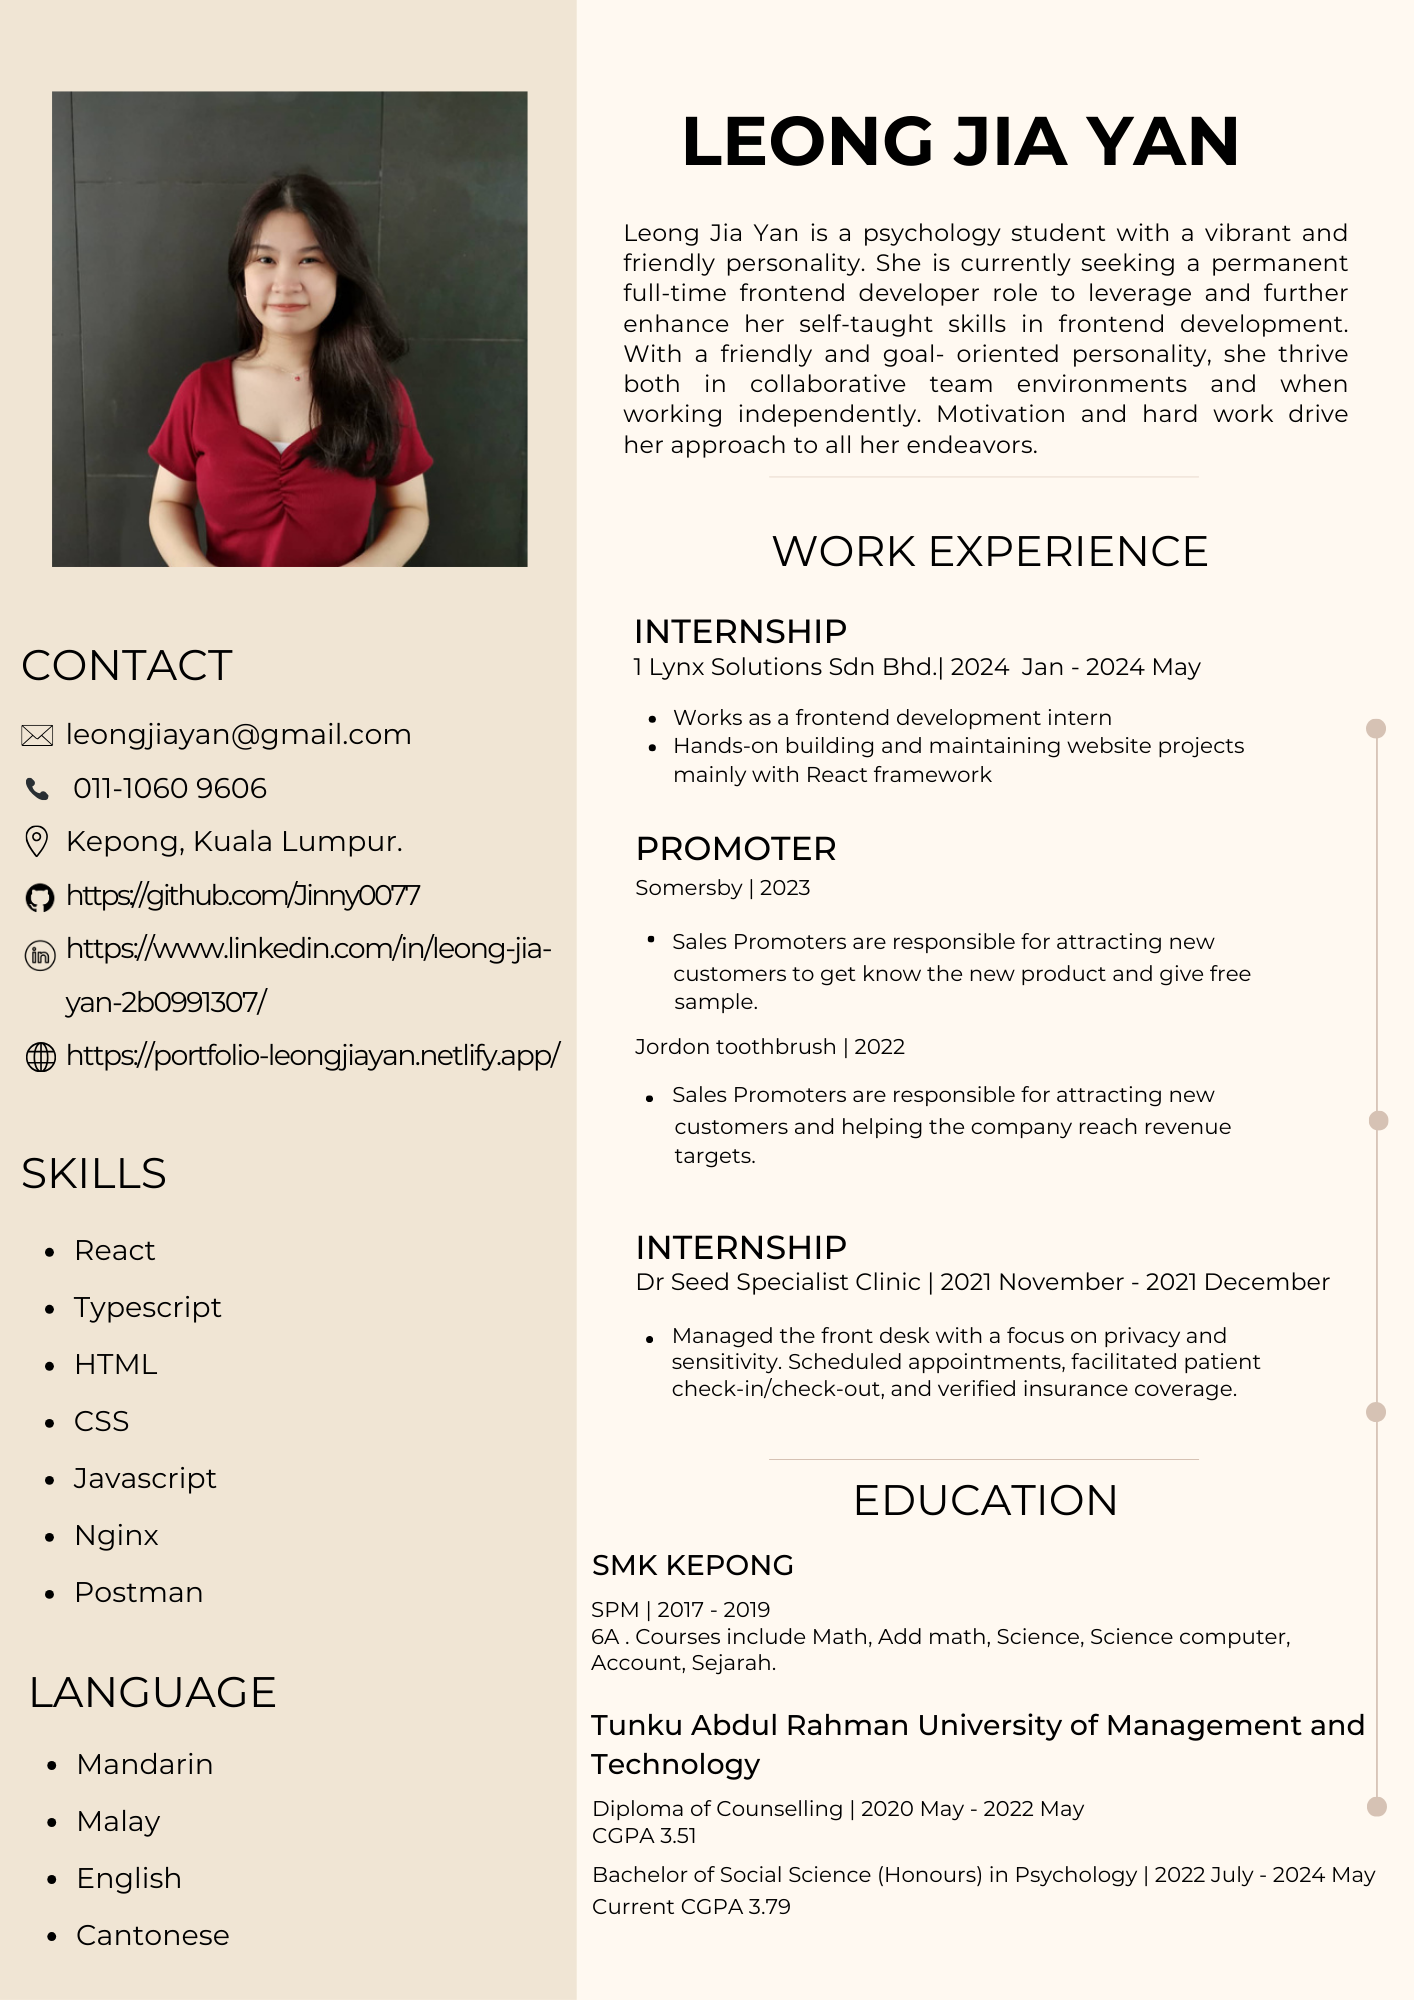 LEONG JIA YAN
Leong Jia Yan is a psychology student with a vibrant and
friendly personality. She is currently seeking a permanent
full-time frontend developer role to leverage and further
enhance her self-taught skills in frontend development.
With a friendly and goal- oriented personality, she thrive
both in collaborative team environments and when
working independently. Motivation and hard work drive
her approach to all her endeavors.
CONTACT
leongjiayan@gmail.com
011-1060 9606
Kepong, Kuala Lumpur.
https://github.com/Jinny0077
https://www.linkedin.com/in/leong-jia-
yan-2b0991307/
https://portfolio-leongjiayan.netlify.app/
SKILLS
• React
• Typescript
• HTML
• CSS
• Javascript
• Nginx
• Postman
LANGUAGE
• Mandarin
• Malay
• English
• Cantonese
WORK EXPERIENCE
INTERNSHIP
1 Lynx Solutions Sdn Bhd.| 2024 Jan - 2024 May
• Works as a frontend development intern
• Hands-on building and maintaining website projects
mainly with React framework
PROMOTER
Somersby | 2023
• Sales Promoters are responsible for attracting new
customers to get know the new product and give free
sample.
Jordon toothbrush | 2022
• Sales Promoters are responsible for attracting new
customers and helping the company reach revenue
targets.
INTERNSHIP
Dr Seed Specialist Clinic | 2021 November - 2021 December
• Managed the front desk with a focus on privacy and
sensitivity. Scheduled appointments, facilitated patient
check-in/check-out, and verified insurance coverage.
EDUCATION
SMK KEPONG
SPM | 2017 - 2019
6A . Courses include Math, Add math, Science, Science computer,
Account, Sejarah.
Tunku Abdul Rahman University of Management and
Technology
Diploma of Counselling | 2020 May - 2022 May
CGPA 3.51
Bachelor of Social Science (Honours) in Psychology | 2022 July - 2024 May
Current CGPA 3.79